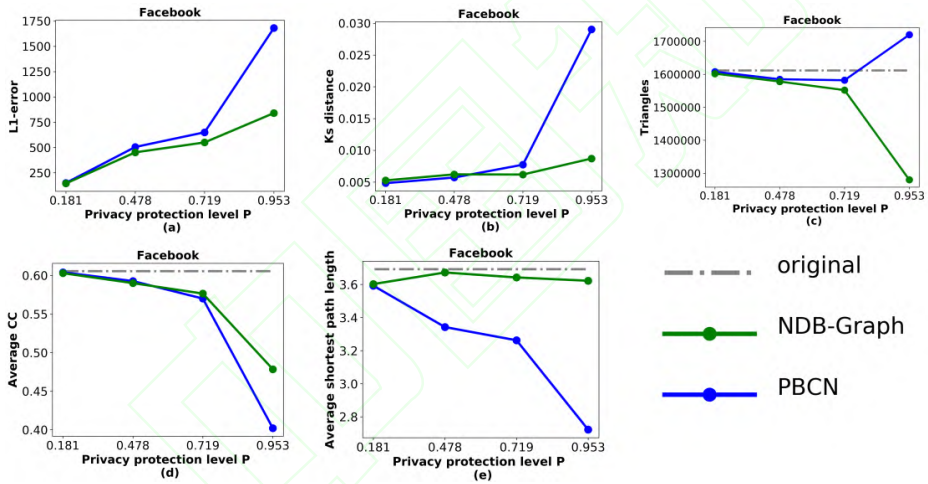 Facebook
L1-error
1750
1500
1250
1000
750
500
250
0.181 0.478 0.719 0.953
Privacy protection level P
(a)
Facebook
Ks distance
0.030
0.025
0.020
0.015
0.010
0.005
0.181 0.478 0.719 0.953
Privacy protection level P
(b)
Facebook
Triangles
1700000
1600000
1500000
1400000
1300000
0.181 0.478 0.719 0.953
Privacy protection level P
(c)
Facebook
Average CC
0.60
0.55
0.50
0.45
0.40
0.181 0.478 0.719 0.953
Privacy protection level P
(d)
Facebook
Average shortest path length
3.6
3.4
3.2
3.0
2.8
0.181 0.478 0.719 0.953
Privacy protection level P
(e)
original
NDB-Graph
PBCN